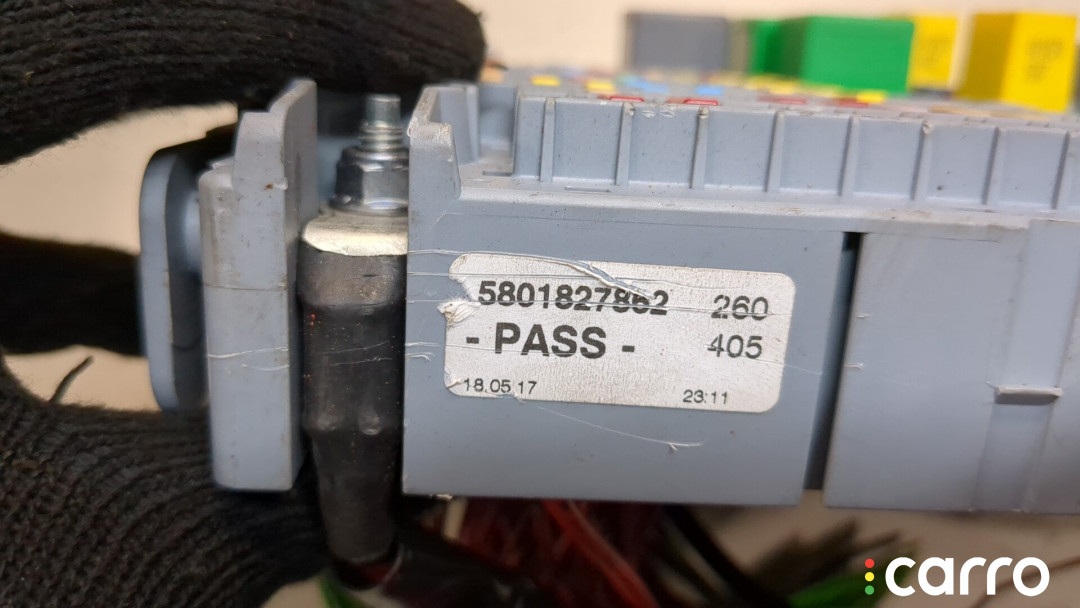 5801827862 260
- PASS - 405
18.05.17 23:11
carro